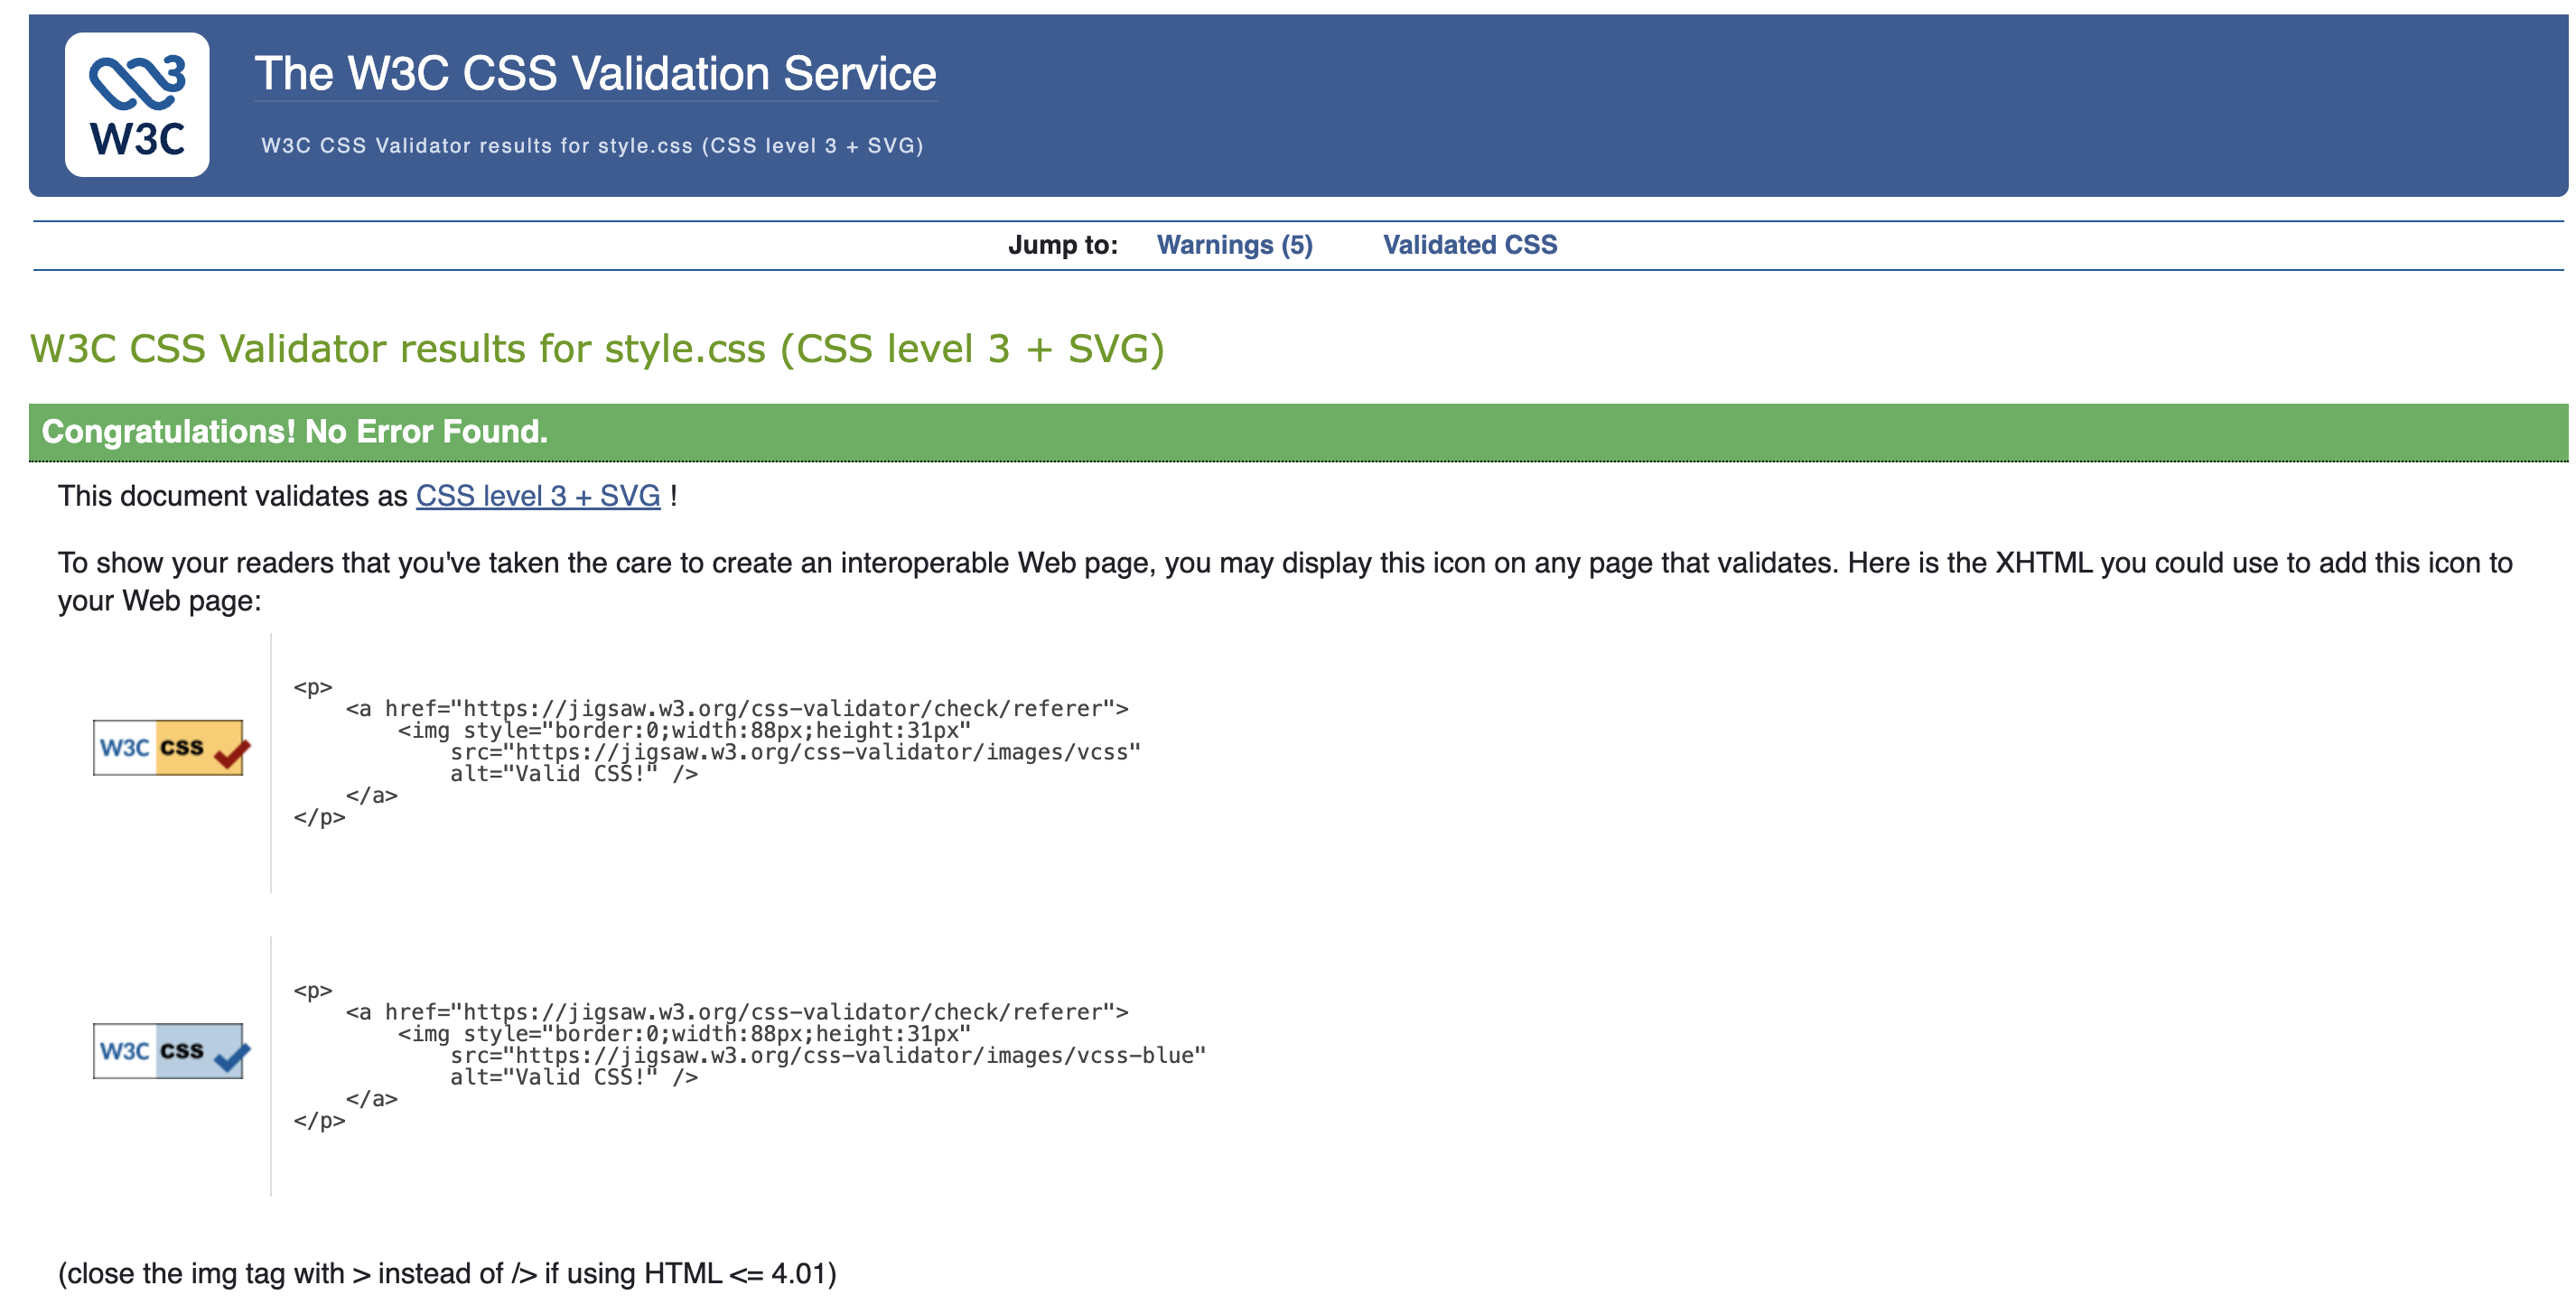 W3C
The W3C CSS Validation Service
W3C CSS Validator results for style.css (CSS level 3 + SVG)
Jump to: Warnings (5) Validated CSS
W3C CSS Validator results for style.css (CSS level 3 + SVG)
Congratulations! No Error Found.
This document validates as CSS level 3 + SVG !
To show your readers that you've taken the care to create an interoperable Web page, you may display this icon on any page that validates. Here is the XHTML you could use to add this icon to
your Web page:
W3C css
<p>
<a href="https://jigsaw.w3.org/css-validator/check/referer">
<img style="border:0;width:88px;height:31px"
src="https://jigsaw.w3.org/css-validator/images/vcss"
alt="Valid CSS!" />
</a>
</p>
W3C css
<p>
<a href="https://jigsaw.w3.org/css-validator/check/referer">
<img style="border:0;width:88px;height:31px"
src="https://jigsaw.w3.org/css-validator/images/vcss-blue"
alt="Valid CSS!" />
</a>
</p>
(close the img tag with > instead of /> if using HTML <= 4.01)